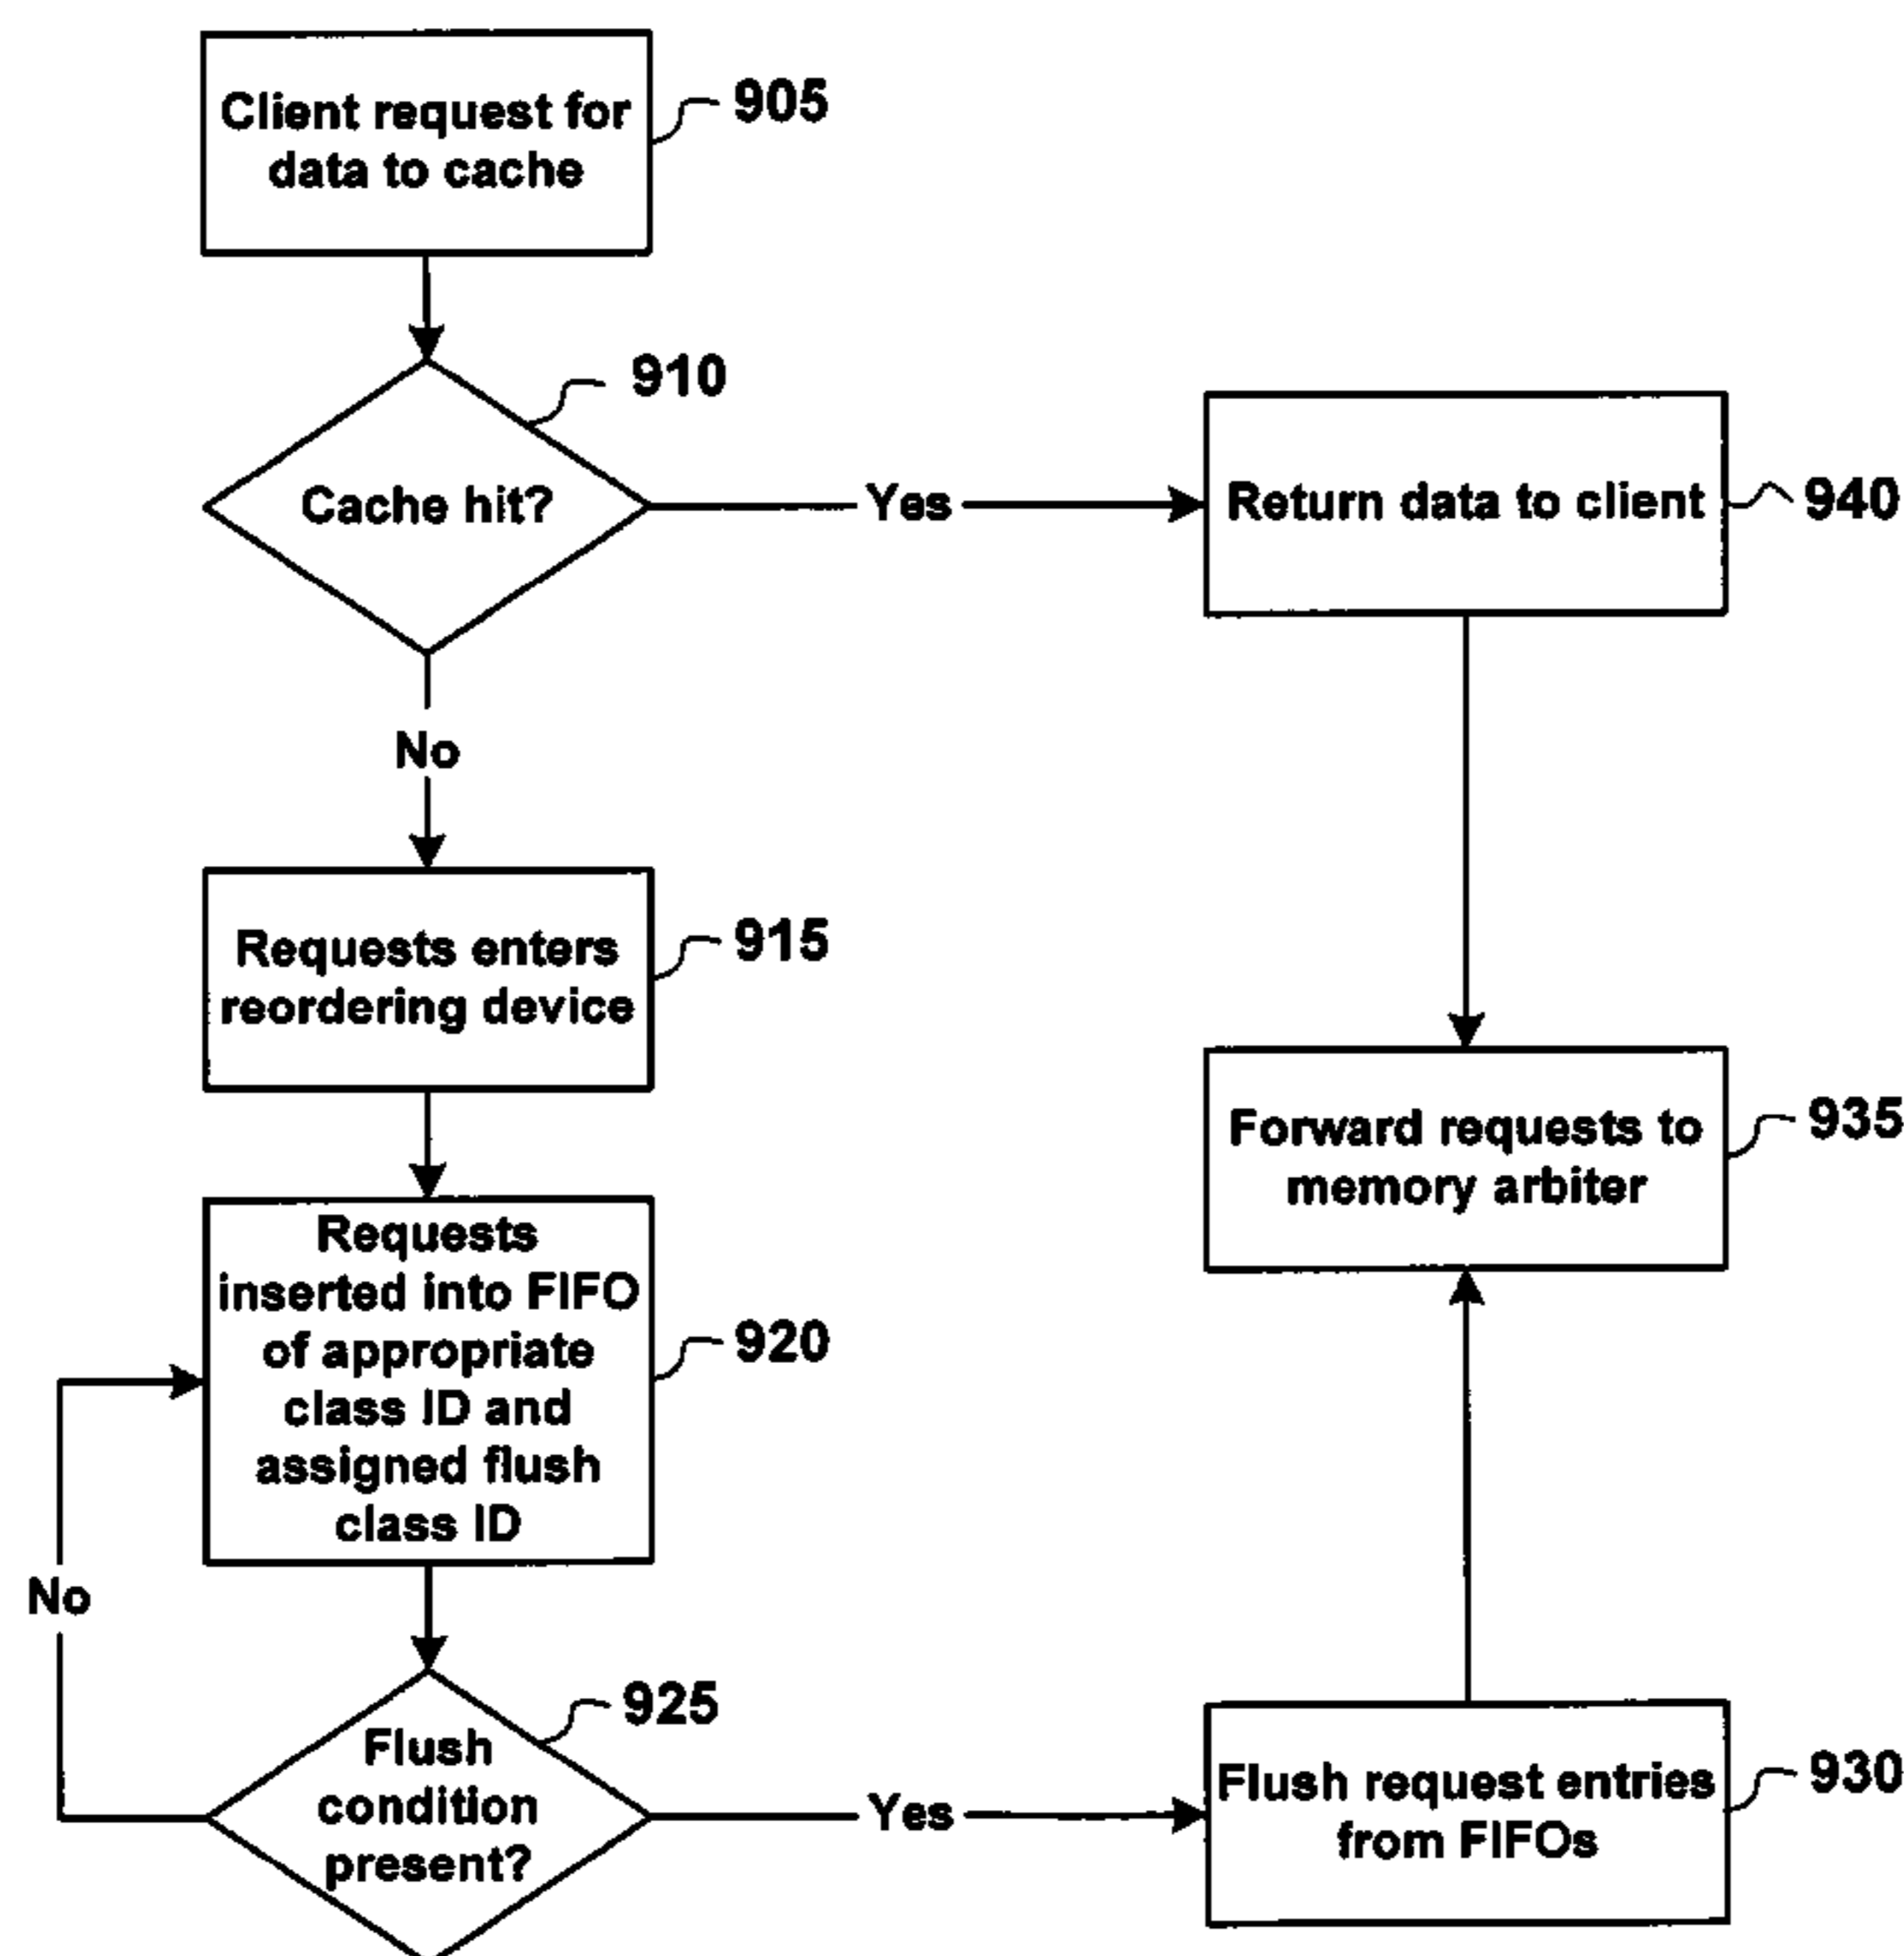 Client request for
data to cache
905
910
Cache hit?
Yes
Return data to client
940
No
Requests enters
reordering device
915
Forward requests to
memory arbiter
935
Requests
inserted into FIFO
of appropriate
class ID and
assigned flush
class ID
920
No
Flush
condition
present?
925
Yes
Flush request entries
from FIFOs
930